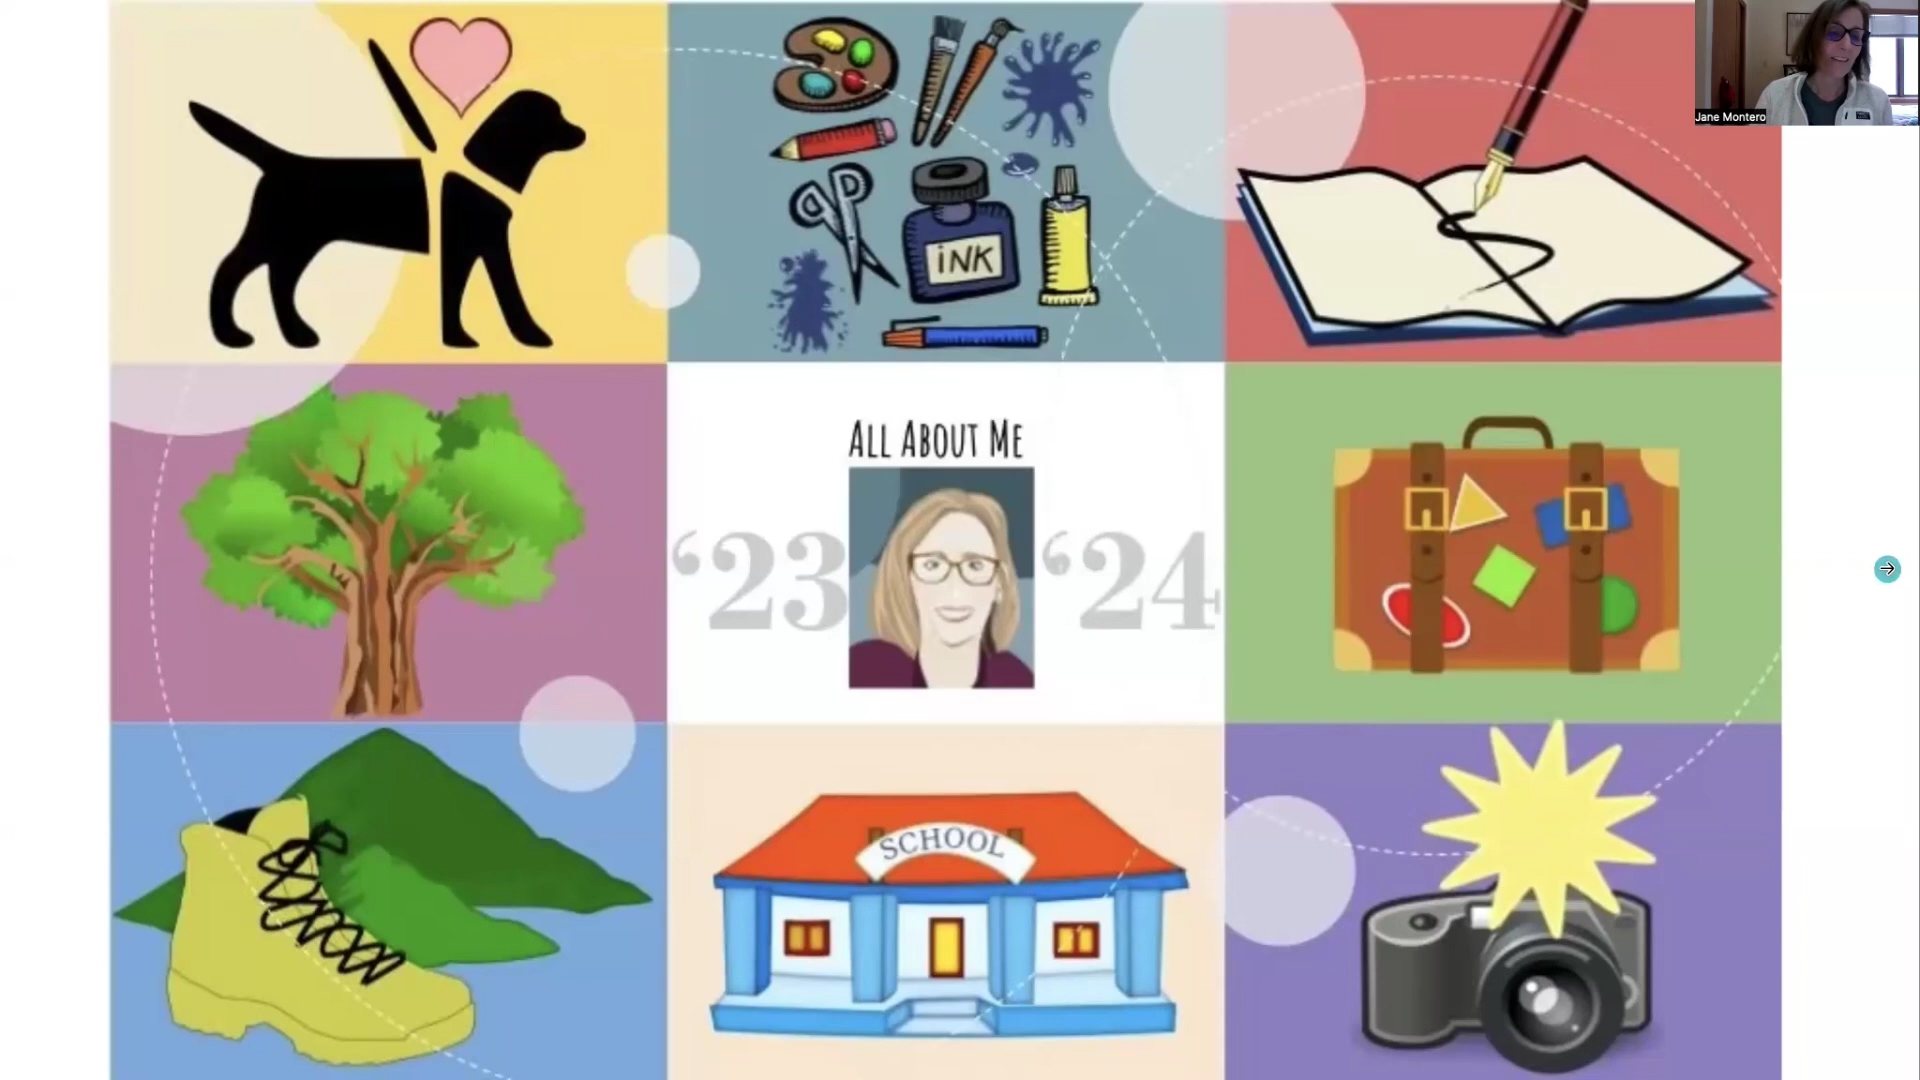 Jane Montero
INK
ALL ABOUT ME
‘23 ‘24
SCHOOL